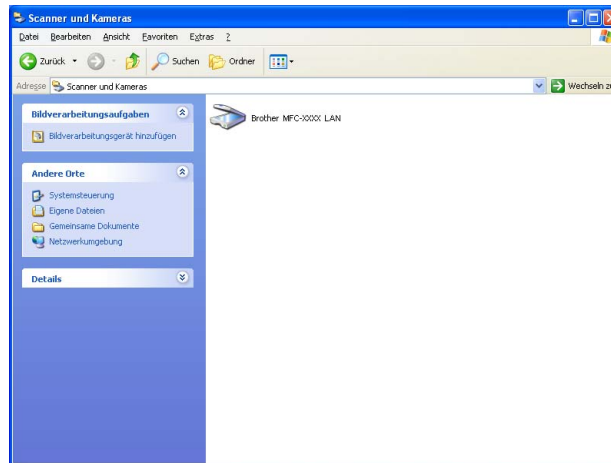 Scanner und Kameras
Datei Bearbeiten Ansicht Favoriten Extras ?
Zurück Suchen Ordner
Adresse Scanner und Kameras Wechseln zu
Bildverarbeitungsaufgaben
Bildverarbeitungsgerät hinzufügen
Brother MFC-XXXX LAN
Andere Orte
Systemsteuerung
Eigene Dateien
Gemeinsame Dokumente
Netzwerkumgebung
Details